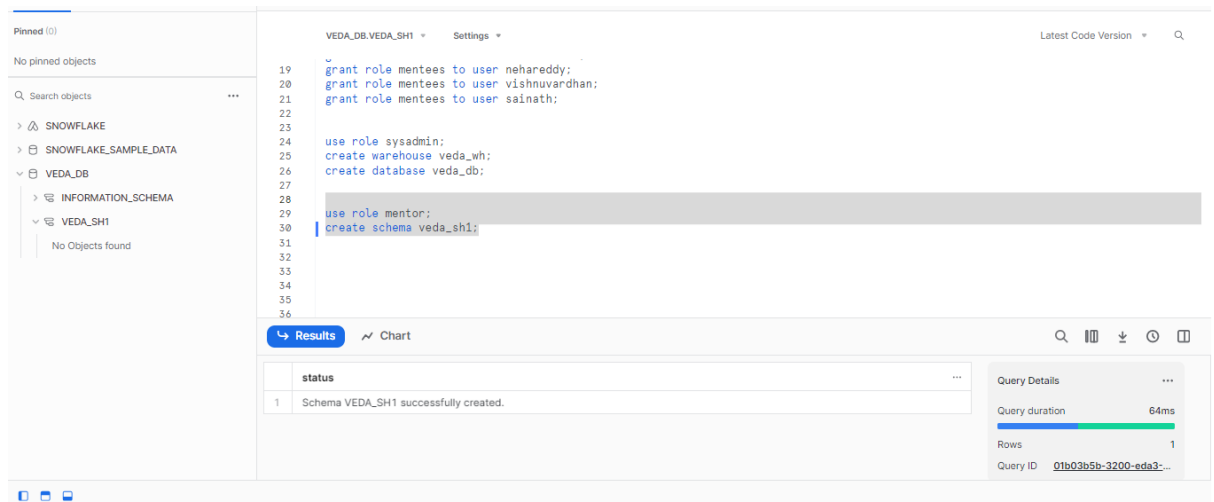 Pinned (0)
No pinned objects
Search objects ...
SNOWFLAKE
SNOWFLAKE_SAMPLE_DATA
VEDA_DB
INFORMATION_SCHEMA
VEDA_SH1
No Objects found
VEDA_DB.VEDA_SH1 Settings Latest Code Version
19 grant role mentees to user nehareddy;
20 grant role mentees to user vishnuvardhan;
21 grant role mentees to user sainath;
22
23
24 use role sysadmin;
25 create warehouse veda_wh;
26 create database veda_db;
27
28
29 use role mentor;
30 create schema veda_sh1;
31
32
33
34
35
36
Results Chart
status ...
1 Schema VEDA_SH1 successfully created.
Query Details ...
Query duration 64ms
Rows 1
Query ID 01b03b5b-3200-eda3-...